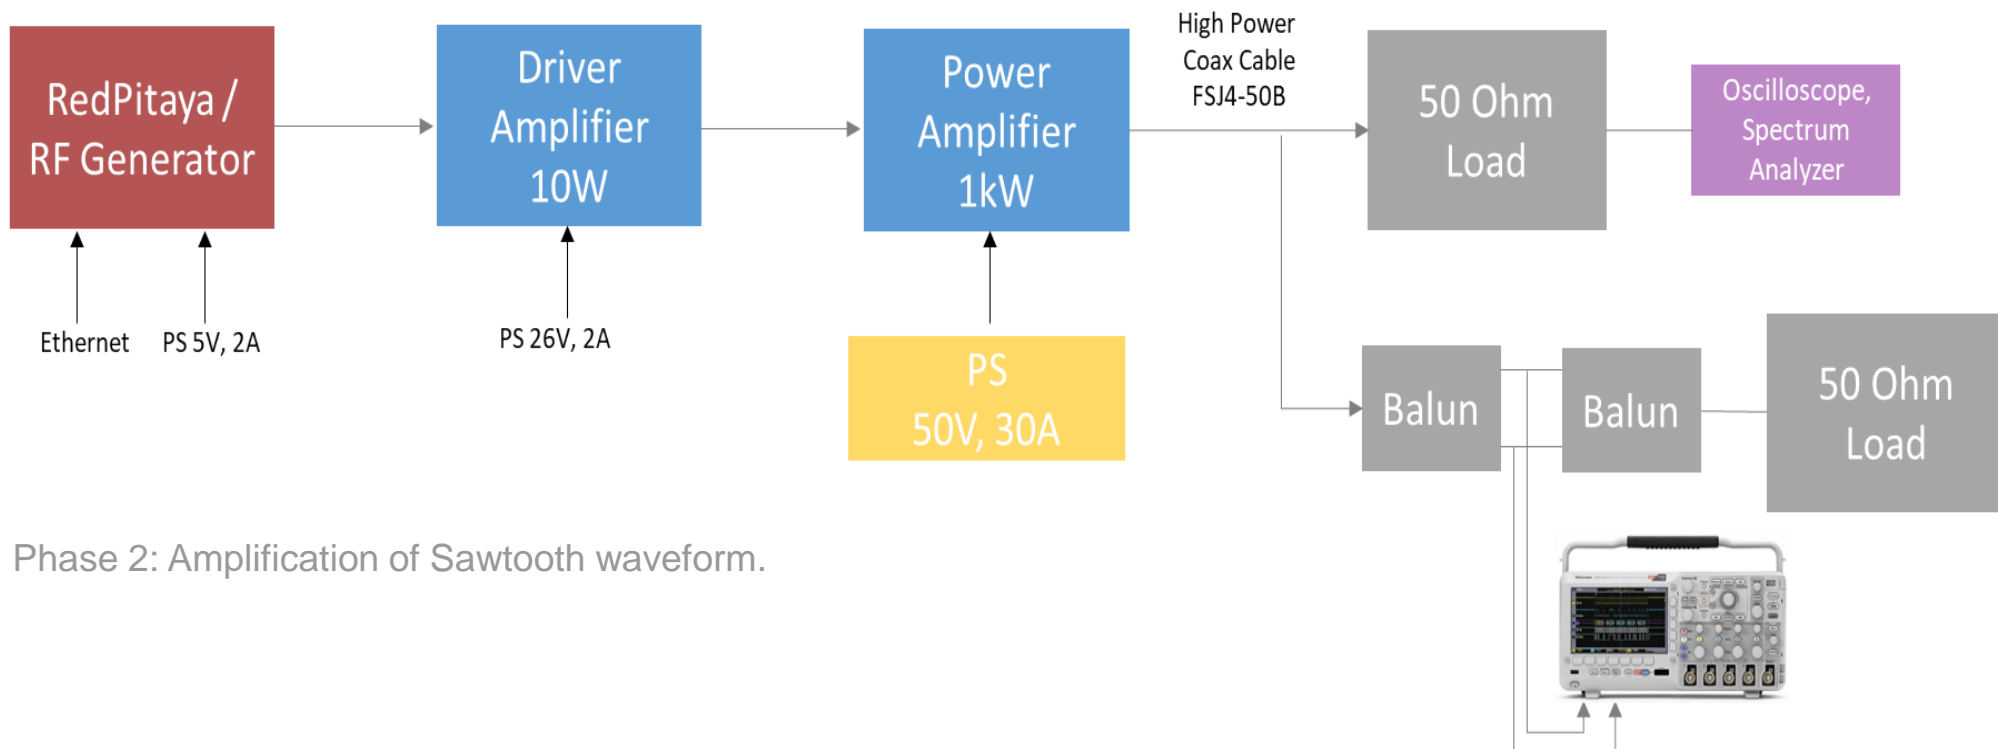 RedPitaya /
RF Generator
Driver
Amplifier
10W
Power
Amplifier
1kW
High Power
Coax Cable
FSJ4-50B
50 Ohm
Load
Oscilloscope,
Spectrum
Analyzer
Ethernet
PS 5V, 2A
PS 26V, 2A
PS
50V, 30A
Balun
Balun
50 Ohm
Load
Phase 2: Amplification of Sawtooth waveform.